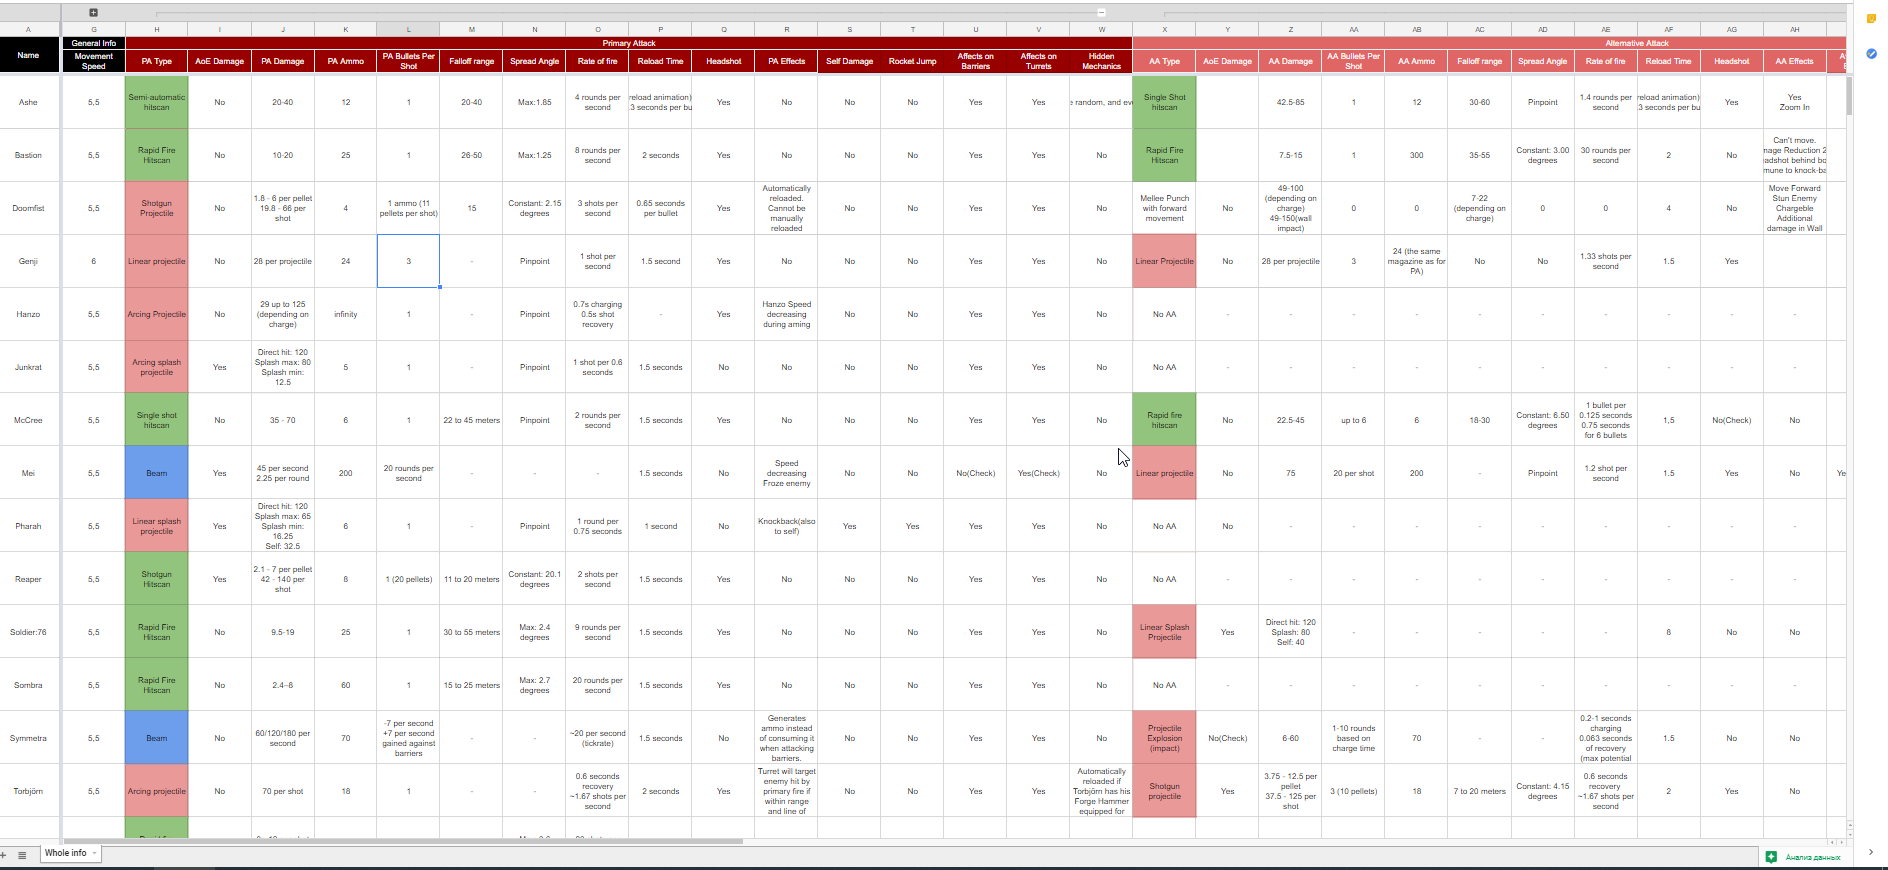 A G H I J K L M N O P Q R S T U V W X Y Z AA AB AC AD AE AF AG AH
General Info Primary Attack Alternative Attack
Name Movement Speed PA Type AoE Damage PA Damage PA Ammo PA Bullets Per Shot Falloff range Spread Angle Rate of fire Reload Time Headshot PA Effects Self Damage Rocket Jump Affects on Barriers Affects on Turrets Hidden Mechanics AA Type AoE Damage AA Damage AA Bullets Per Shot AA Ammo Falloff range Spread Angle Rate of fire Reload Time Headshot AA Effects
Ashe 5,5 Semi-automatic hitscan No 20-40 12 1 20-40 Max:1.85 4 rounds per second reload animation) .3 seconds per bu Yes No No No Yes Yes e random, and ev Single Shot hitscan 42.5-85 1 12 30-60 Pinpoint 1.4 rounds per second reload animation) .3 seconds per bu Yes Yes Zoom In
Bastion 5,5 Rapid Fire Hitscan No 10-20 25 1 26-50 Max:1.25 8 rounds per second 2 seconds Yes No No No Yes Yes No Rapid Fire Hitscan 7.5-15 1 300 35-55 Constant: 3.00 degrees 30 rounds per second 2 No Can't move. nage Reduction 2 adshot behind bo mune to knock-ba
Doomfist 5,5 Shotgun Projectile No 1.8 - 6 per pellet 19.8 - 66 per shot 4 1 ammo (11 pellets per shot) 15 Constant: 2.15 degrees 3 shots per second 0.65 seconds per bullet Yes Automatically reloaded. Cannot be manually reloaded No No Yes Yes No Mellee Punch with forward movement No 49-100 (depending on charge) 49-150(wall impact) 0 0 7-22 (depending on charge) 0 0 4 No Move Forward Stun Enemy Chargeble Additional damage in Wall
Genji 6 Linear projectile No 28 per projectile 24 3 - Pinpoint 1 shot per second 1.5 second Yes No No No Yes Yes No Linear Projectile No 28 per projectile 3 24 (the same magazine as for PA) No No 1.33 shots per second 1.5 Yes
Hanzo 5,5 Arcing Projectile No 29 up to 125 (depending on charge) infinity 1 - Pinpoint 0.7s charging 0.5s shot recovery - Yes Hanzo Speed decreasing during aming No No Yes Yes No No AA - - - - - - - - - - -
Junkrat 5,5 Arcing splash projectile Yes Direct hit: 120 Splash max: 80 Splash min: 12.5 5 1 - Pinpoint 1 shot per 0.6 seconds 1.5 seconds No No No No Yes Yes No No AA - - - - - - - - - - -
McCree 5,5 Single shot hitscan No 35 - 70 6 1 22 to 45 meters Pinpoint 2 rounds per second 1.5 seconds Yes No No No Yes Yes No Rapid fire hitscan No 22.5-45 up to 6 6 18-30 Constant: 6.50 degrees 1 bullet per 0.125 seconds 0.75 seconds for 6 bullets 1,5 No(Check) No
Mei 5,5 Beam Yes 45 per second 2.25 per round 200 20 rounds per second - - - 1.5 seconds No Speed decreasing Froze enemy No No No(Check) Yes(Check) No Linear projectile No 75 20 per shot 200 - Pinpoint 1.2 shot per second 1.5 Yes No Ye
Pharah 5,5 Linear splash projectile Yes Direct hit: 120 Splash max: 65 Splash min: 16.25 Self: 32.5 6 1 - Pinpoint 1 round per 0.75 seconds 1 second No Knockback(also to self) Yes Yes Yes Yes No No AA No - - - - - - - - - -
Reaper 5,5 Shotgun Hitscan Yes 2.1 - 7 per pellet 42 - 140 per shot 8 1 (20 pellets) 11 to 20 meters Constant: 20.1 degrees 2 shots per second 1.5 seconds Yes No No No Yes Yes No No AA - - - - - - - - - - -
Soldier:76 5,5 Rapid Fire Hitscan No 9.5-19 25 1 30 to 55 meters Max: 2.4 degrees 9 rounds per second 1.5 seconds Yes No No No Yes Yes No Linear Splash Projectile Yes Direct hit: 120 Splash: 80 Self: 40 - - - - - 8 No No
Sombra 5,5 Rapid Fire Hitscan No 2.4–8 60 1 15 to 25 meters Max: 2.7 degrees 20 rounds per second 1.5 seconds Yes No No No Yes Yes No No AA - - - - - - - - - - -
Symmetra 5,5 Beam No 60/120/180 per second 70 -7 per second +7 per second gained against barriers - - ~20 per second (tickrate) 1.5 seconds No Generates ammo instead of consuming it when attacking barriers. No No Yes Yes No Projectile Explosion (impact) No(Check) 6-60 1-10 rounds based on charge time 70 - - 0.2-1 seconds charging 0.063 seconds of recovery (max potential 1.5 No No
Torbjörn 5,5 Arcing projectile No 70 per shot 18 1 - - 0.6 seconds recovery ~1.67 shots per second 2 seconds Yes Turret will target enemy hit by primary fire if within range and line of No No Yes Yes Automatically reloaded if Torbjörn has his Forge Hammer equipped for Shotgun projectile Yes 3.75 - 12.5 per pellet 37.5 - 125 per shot 3 (10 pellets) 18 7 to 20 meters Constant: 4.15 degrees 0.6 seconds recovery ~1.67 shots per second 2 Yes No
Whole info
Анализ данных